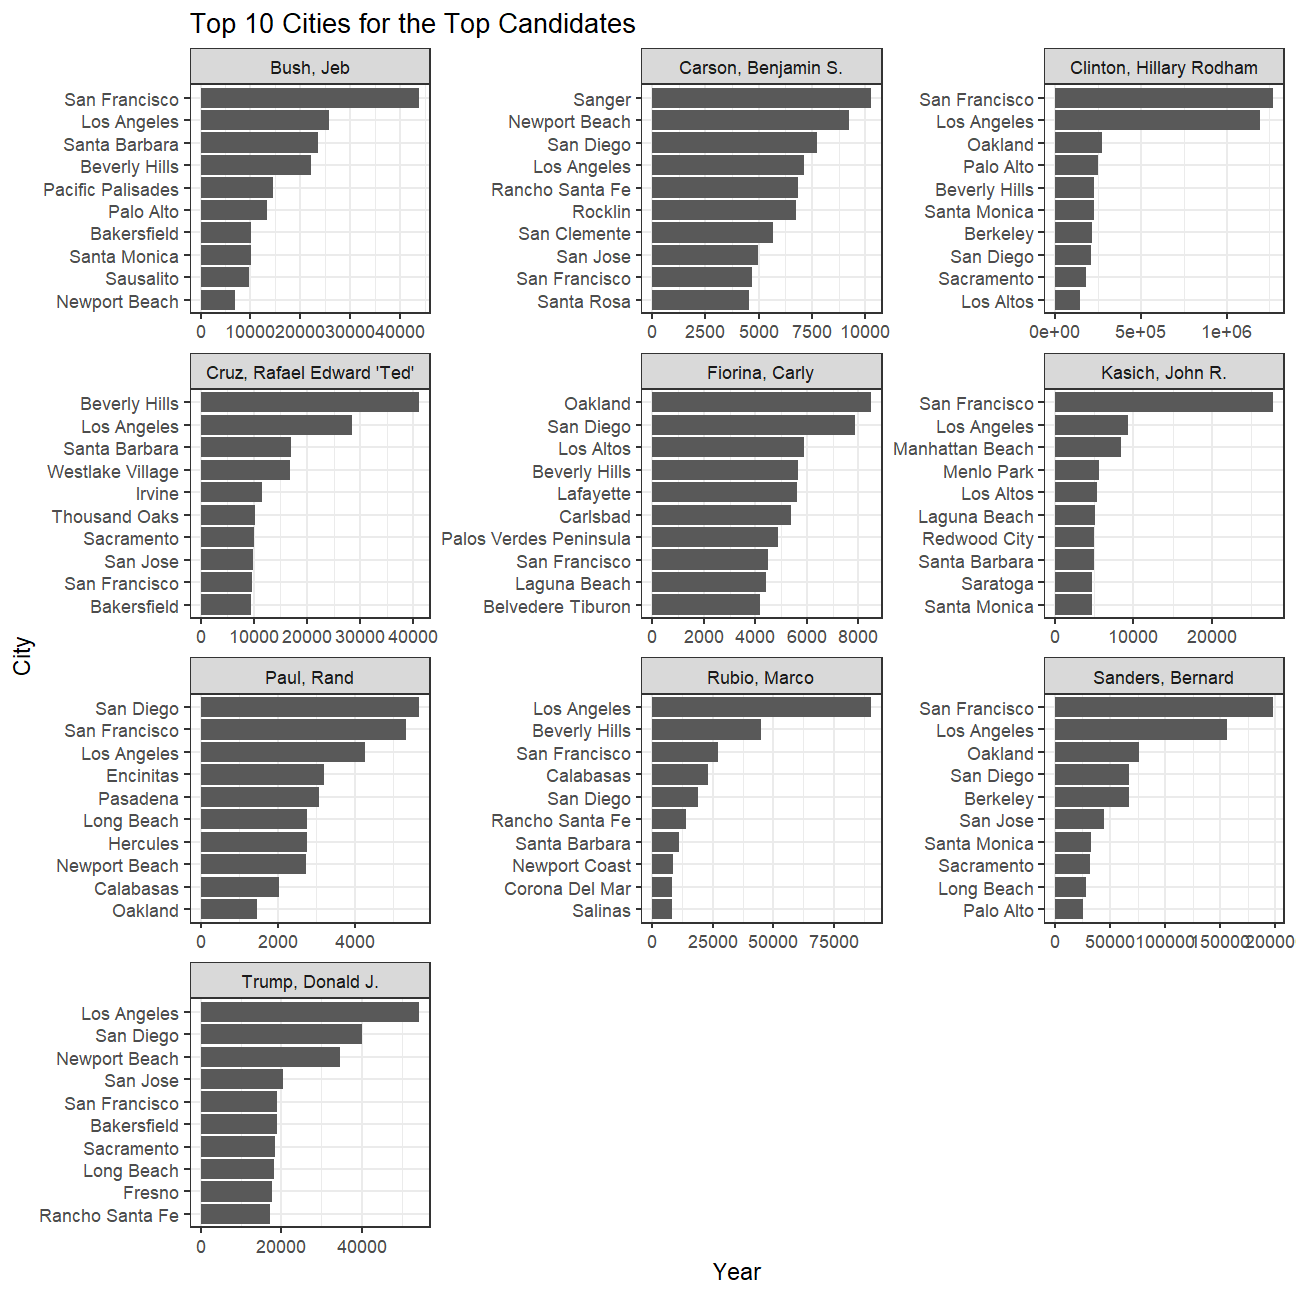 Top 10 Cities for the Top Candidates
Bush, Jeb
San Francisco
Los Angeles
Santa Barbara
Beverly Hills
Pacific Palisades
Palo Alto
Bakersfield
Santa Monica
Sausalito
Newport Beach
0 10000 20000 30000 40000
Carson, Benjamin S.
Sanger
Newport Beach
San Diego
Los Angeles
Rancho Santa Fe
Rocklin
San Clemente
San Jose
San Francisco
Santa Rosa
0 2500 5000 7500 10000
Clinton, Hillary Rodham
San Francisco
Los Angeles
Oakland
Palo Alto
Beverly Hills
Santa Monica
Berkeley
San Diego
Sacramento
Los Altos
0e+00 5e+05 1e+06
Cruz, Rafael Edward 'Ted'
Beverly Hills
Los Angeles
Santa Barbara
Westlake Village
Irvine
Thousand Oaks
Sacramento
San Jose
San Francisco
Bakersfield
0 10000 20000 30000 40000
Fiorina, Carly
Oakland
San Diego
Los Altos
Beverly Hills
Lafayette
Carlsbad
Palos Verdes Peninsula
San Francisco
Laguna Beach
Belvedere Tiburon
0 2000 4000 6000 8000
Kasich, John R.
San Francisco
Los Angeles
Manhattan Beach
Menlo Park
Los Altos
Laguna Beach
Redwood City
Santa Barbara
Saratoga
Santa Monica
0 10000 20000
City
Paul, Rand
San Diego
San Francisco
Los Angeles
Encinitas
Pasadena
Long Beach
Hercules
Newport Beach
Calabasas
Oakland
0 2000 4000
Rubio, Marco
Los Angeles
Beverly Hills
San Francisco
Calabasas
San Diego
Rancho Santa Fe
Santa Barbara
Newport Coast
Corona Del Mar
Salinas
0 25000 50000 75000
Sanders, Bernard
San Francisco
Los Angeles
Oakland
San Diego
Berkeley
San Jose
Santa Monica
Sacramento
Long Beach
Palo Alto
0 50000 100000 150000 20000
Trump, Donald J.
Los Angeles
San Diego
Newport Beach
San Jose
San Francisco
Bakersfield
Sacramento
Long Beach
Fresno
Rancho Santa Fe
0 20000 40000
Year